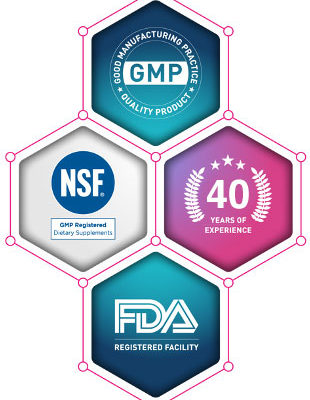 GOOD MANUFACTURING PRACTICE
GMP
QUALITY PRODUCT
NSF.
GMP Registered
Dietary Supplements
40
YEARS OF
EXPERIENCE
FDA
REGISTERED FACILITY